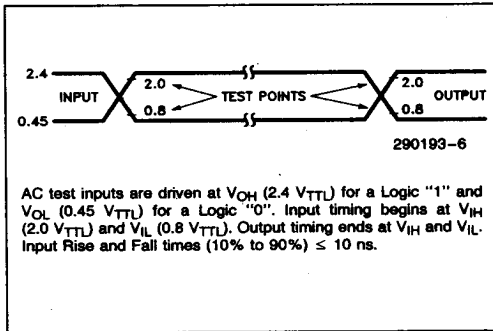 2.4
INPUT
0.45
2.0
0.8
TEST POINTS
2.0
0.8
OUTPUT
290193-6
AC test inputs are driven at VOH (2.4 VTTL) for a Logic "1" and
VOL (0.45 VTTL) for a Logic "0". Input timing begins at VIH
(2.0 VTTL) and VIL (0.8 VTTL). Output timing ends at VIH and VIL.
Input Rise and Fall times (10% to 90%) ≤ 10 ns.